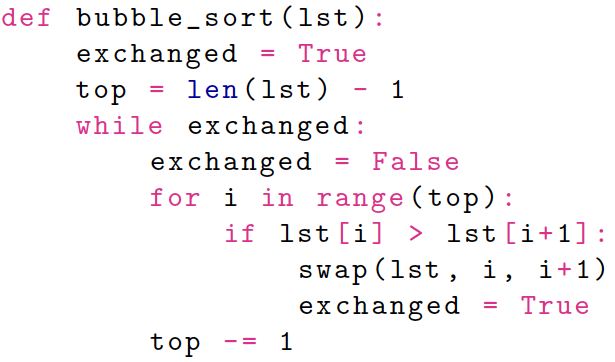 def bubble_sort(lst):
    exchanged = True
    top = len(lst) - 1
    while exchanged:
        exchanged = False
        for i in range(top):
            if lst[i] > lst[i+1]:
                swap(lst, i, i+1)
                exchanged = True
        top -= 1